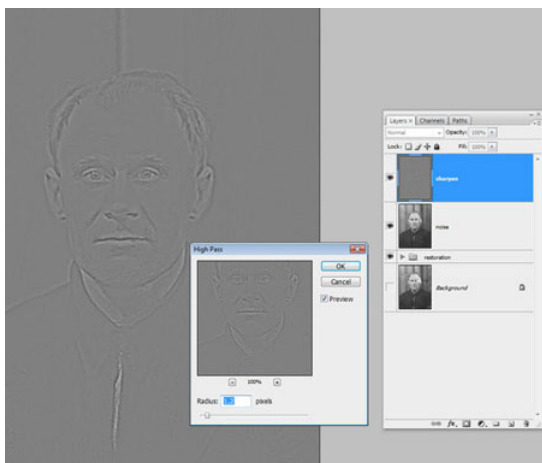 Layers × Channels Paths
Normal Opacity: 100%
Lock: Fill: 100%
sharpen
noise
restoration
Background
High Pass
OK
Cancel
Preview
100%
Radius: pixels